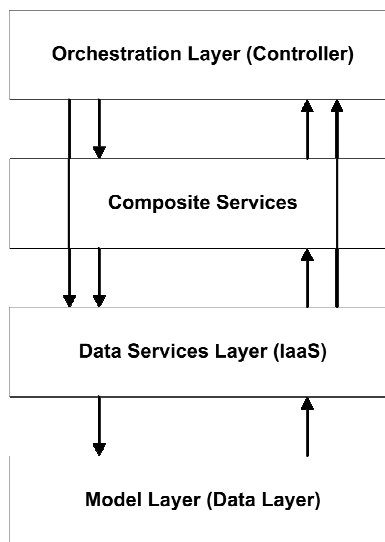 Orchestration Layer (Controller)
Composite Services
Data Services Layer (IaaS)
Model Layer (Data Layer)